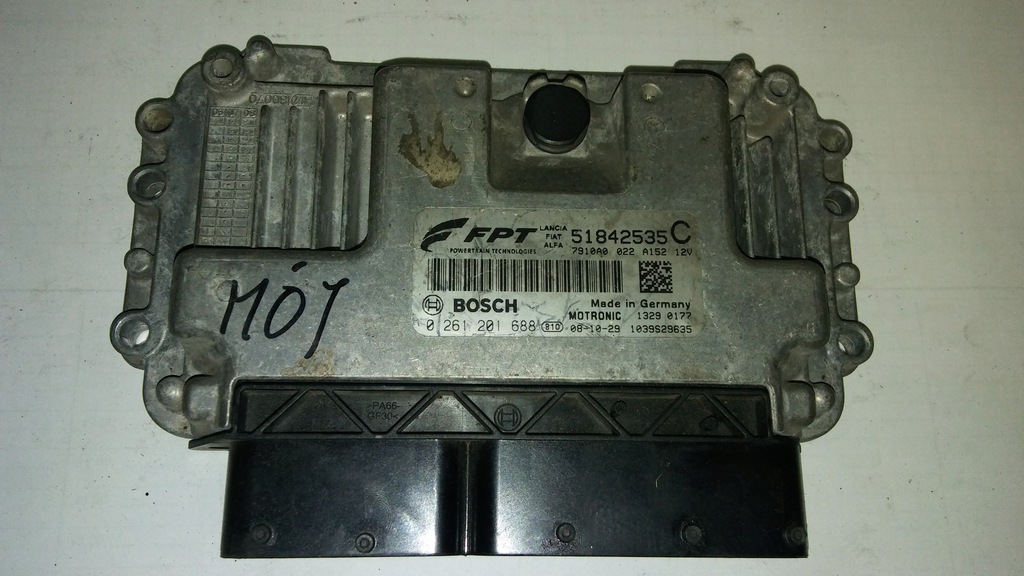 FPT
POWERTRAIN TECHNOLOGIES
LANCIA
FIAT
ALFA
51842535 C
7910A0 022 A152 12V
BOSCH
Made in Germany
MOTRONIC 1329 0177
0 261 201 688 810 08-10-29 1039S29635
MÓJ
>PA66-
GF30<